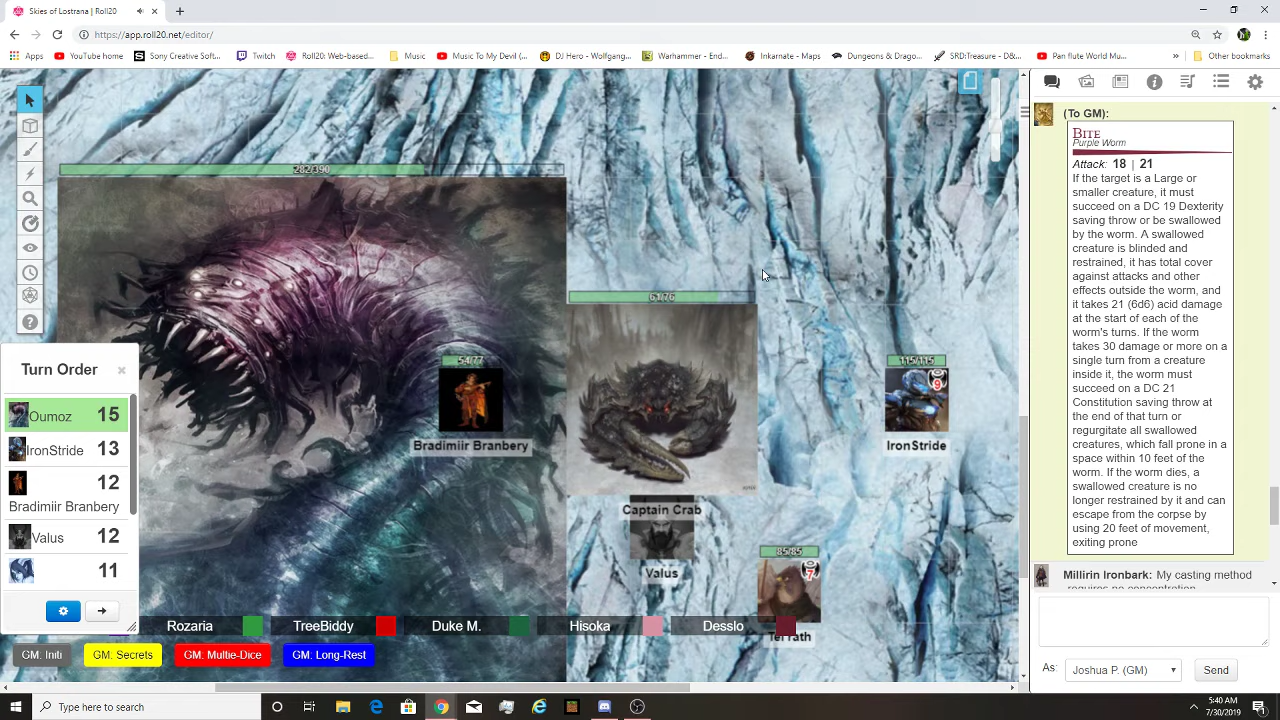 Skies of Lostrana | Roll20
https://app.roll20.net/editor/
Apps
YouTube home
Sony Creative Soft...
Twitch
Roll20: Web-based...
Music
Music To My Devil (...
DJ Hero - Wolfgang...
Warhammer - End...
Inkarnate - Maps
Dungeons & Drago...
SRD:Treasure - D&...
Pan flute World Mu...
»
Other bookmarks
282/390
61/76
54/77
115/115
9
Bradimiir Branbery
IronStride
Captain Crab
Valus
85/85
7
Terrath
Turn Order
Oumoz 15
IronStride 13
12
Bradimiir Branbery
Valus 12
11
Rozaria
TreeBiddy
Duke M.
Hisoka
Desslo
GM: Initi
GM: Secrets
GM: Multie-Dice
GM: Long-Rest
(To GM):
BITE
Purple Worm
Attack: 18 | 21
If the target is a Large or
smaller creature, it must
succeed on a DC 19 Dexterity
saving throw or be swallowed
by the worm. A swallowed
creature is blinded and
restrained, it has total cover
against attacks and other
effects outside the worm, and
it takes 21 (6d6) acid damage
at the start of each of the
worm's turns. If the worm
takes 30 damage or more on a
single turn from a creature
inside it, the worm must
succeed on a DC 21
Constitution saving throw at
the end of that turn or
regurgitate all swallowed
creatures, which fall prone in a
space within 10 feet of the
worm. If the worm dies, a
swallowed creature is no
longer restrained by it and can
escape from the corpse by
using 20 feet of movement,
exiting prone
Millirin Ironbark: My casting method
requires no concentration
As:
Joshua P. (GM)
Send
Type here to search
5:40 AM
7/30/2019